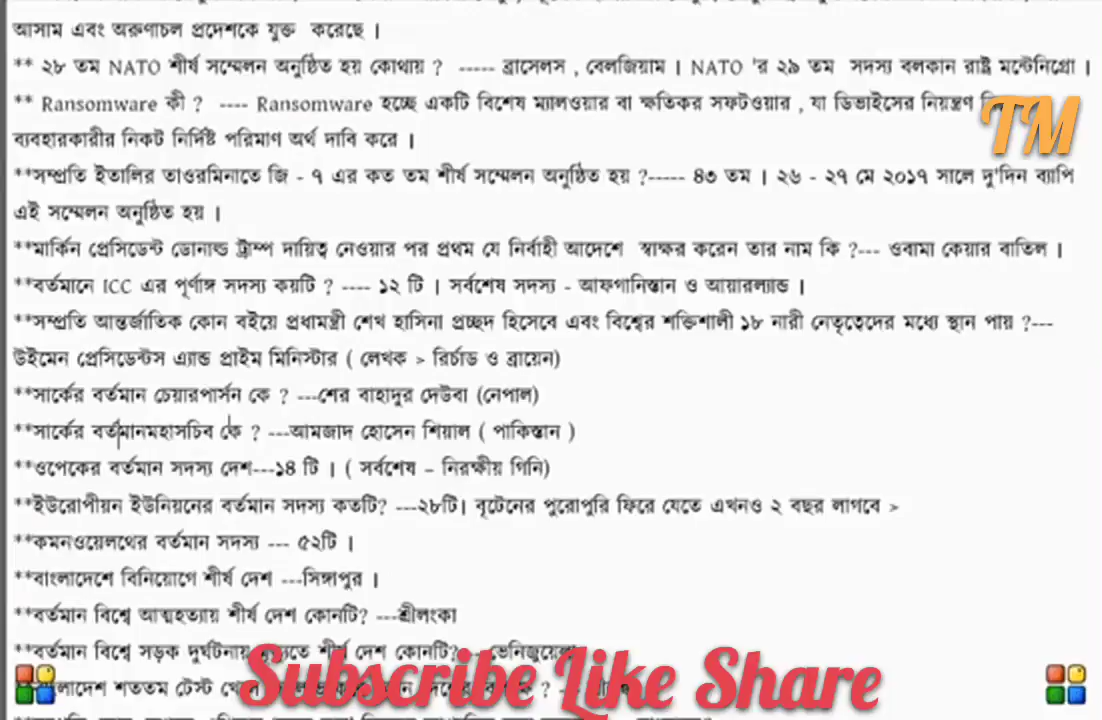 আসাম এবং অরুণাচল প্রদেশকে যুক্ত করেছে ।
** ২৮ তম NATO শীর্ষ সম্মেলন অনুষ্ঠিত হয় কোথায় ? ----- ব্রাসেলস , বেলজিয়াম । NATO 'র ২৯ তম সদস্য বলকান রাষ্ট্র মন্টেনিগ্রো ।
** Ransomware কী ? ---- Ransomware হচ্ছে একটি বিশেষ ম্যালওয়ার বা ক্ষতিকর সফটওয়ার , যা ডিভাইসের নিয়ন্ত্রণ
TM
ব্যবহারকারীর নিকট নির্দিষ্ট পরিমাণ অর্থ দাবি করে ।
**সম্প্রতি ইতালির তাওরমিনাতে জি - ৭ এর কত তম শীর্ষ সম্মেলন অনুষ্ঠিত হয় ?----- ৪৩ তম । ২৬ - ২৭ মে ২০১৭ সালে দু'দিন ব্যাপি
এই সম্মেলন অনুষ্ঠিত হয় ।
**মার্কিন প্রেসিডেন্ট ডোনাল্ড ট্রাম্প দায়িত্ব নেওয়ার পর প্রথম যে নির্বাহী আদেশে স্বাক্ষর করেন তার নাম কি ?--- ওবামা কেয়ার বাতিল ।
**বর্তমানে ICC এর পূর্ণাঙ্গ সদস্য কয়টি ? ---- ১২ টি । সর্বশেষ সদস্য - আফগানিস্তান ও আয়ারল্যান্ড ।
**সম্প্রতি আন্তর্জাতিক কোন বইয়ে প্রধামন্ত্রী শেখ হাসিনা প্রচ্ছদ হিসেবে এবং বিশ্বের শক্তিশালী ১৮ নারী নেতৃত্বেদের মধ্যে স্থান পায় ?---
উইমেন প্রেসিডেন্টস এ্যান্ড প্রাইম মিনিস্টার ( লেখক > রির্চাড ও ব্রায়েন)
**সার্কের বর্তমান চেয়ারপার্সন কে ? ---শের বাহাদুর দেউবা (নেপাল)
**সার্কের বর্তমানমহাসচিব কে ? ---আমজাদ হোসেন শিয়াল ( পাকিস্তান )
**ওপেকের বর্তমান সদস্য দেশ---১৪ টি । ( সর্বশেষ – নিরক্ষীয় গিনি)
**ইউরোপীয়ন ইউনিয়নের বর্তমান সদস্য কতটি? ---২৮টি। বৃটেনের পুরোপুরি ফিরে যেতে এখনও ২ বছর লাগবে >
**কমনওয়েলথের বর্তমান সদস্য --- ৫২টি ।
**বাংলাদেশে বিনিয়োগে শীর্ষ দেশ ---সিঙ্গাপুর ।
**বর্তমান বিশ্বে আত্মহত্যায় শীর্ষ দেশ কোনটি? ---শ্রীলংকা
**বর্তমান বিশ্বে সড়ক দুর্ঘটনায় শীর্ষ দেশ কোনটি?
Subscribe Like Share
শততম টেস্ট